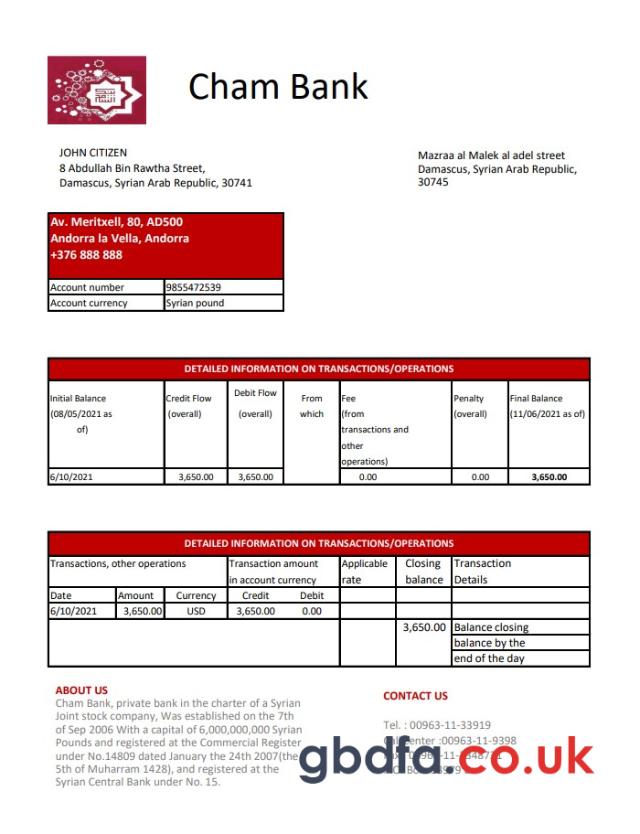 Cham Bank
JOHN CITIZEN
8 Abdullah Bin Rawtha Street,
Damascus, Syrian Arab Republic, 30741
Mazraa al Malek al adel street
Damascus, Syrian Arab Republic,
30745
Av. Meritxell, 80, AD500
Andorra la Vella, Andorra
+376 888 888
Account number 9855472539
Account currency Syrian pound
DETAILED INFORMATION ON TRANSACTIONS/OPERATIONS
Initial Balance
(08/05/2021 as
of)
Credit Flow
(overall)
Debit Flow
(overall)
From
which
Fee
(from
transactions and
other
operations)
Penalty
(overall)
Final Balance
(11/06/2021 as of)
6/10/2021 3,650.00 3,650.00 0.00 0.00 3,650.00
DETAILED INFORMATION ON TRANSACTIONS/OPERATIONS
Transactions, other operations
Transaction amount
in account currency
Applicable
rate
Closing
balance
Transaction
Details
Date Amount Currency Credit Debit
6/10/2021 3,650.00 USD 3,650.00 0.00
3,650.00 Balance closing
balance by the
end of the day
ABOUT US
Cham Bank, private bank in the charter of a Syrian
Joint stock company, Was established on the 7th
of Sep 2006 With a capital of 6,000,000,000 Syrian
Pounds and registered at the Commercial Register
under No.14809 dated January the 24th 2007(the
5th of Muharram 1428), and registered at the
Syrian Central Bank under No. 15.
CONTACT US
Tel. : 00963-11-33919
Call center :00963-11-9398
gbdfa.co.uk